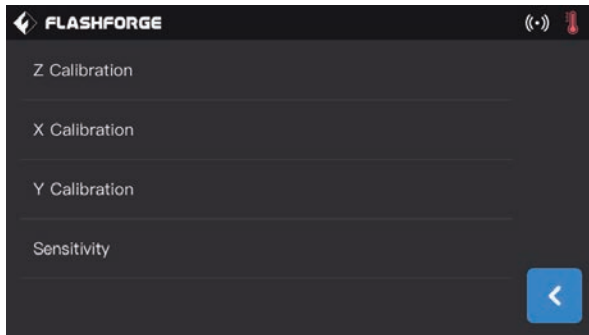 FLASHFORGE
Z Calibration
X Calibration
Y Calibration
Sensitivity